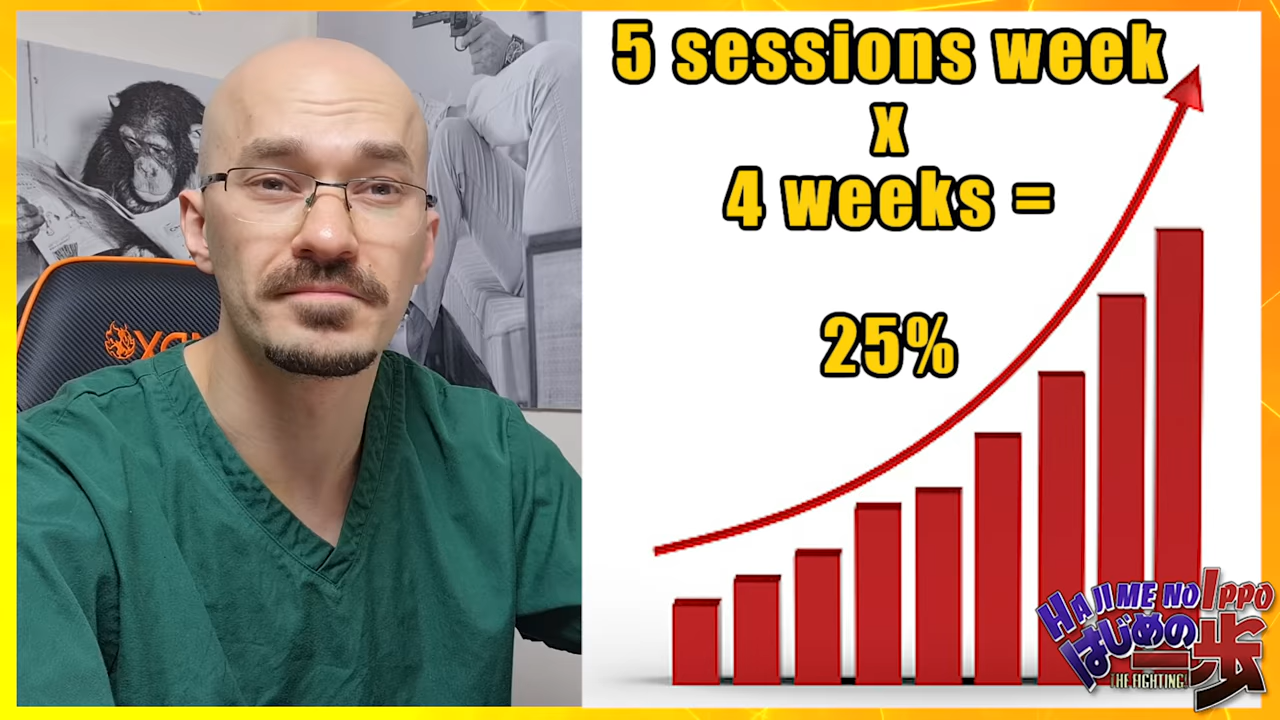 5 sessions week
x
4 weeks =
25%
HAJIME NO IPPO
はじめの一歩
THE FIGHTING!